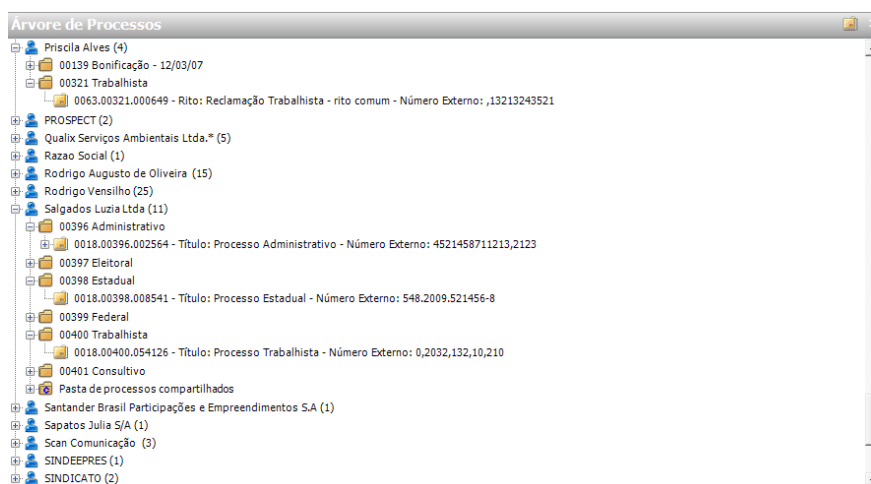 Árvore de Processos
Priscila Alves (4)
00139 Bonificação - 12/03/07
00321 Trabalhista
0063.00321.000649 - Rito: Reclamação Trabalhista - rito comum - Número Externo: ,13213243521
PROSPECT (2)
Qualix Serviços Ambientais Ltda.* (5)
Razao Social (1)
Rodrigo Augusto de Oliveira (15)
Rodrigo Vensilho (25)
Salgados Luzia Ltda (11)
00396 Administrativo
0018.00396.002564 - Título: Processo Administrativo - Número Externo: 4521458711213,2123
00397 Eleitoral
00398 Estadual
0018.00398.008541 - Título: Processo Estadual - Número Externo: 548.2009.521456-8
00399 Federal
00400 Trabalhista
0018.00400.054126 - Título: Processo Trabalhista - Número Externo: 0,2032,132,10,210
00401 Consultivo
Pasta de processos compartilhados
Santander Brasil Participações e Empreendimentos S.A (1)
Sapatos Julia S/A (1)
Scan Comunicação (3)
SINDEEPRES (1)
SINDICATO (2)